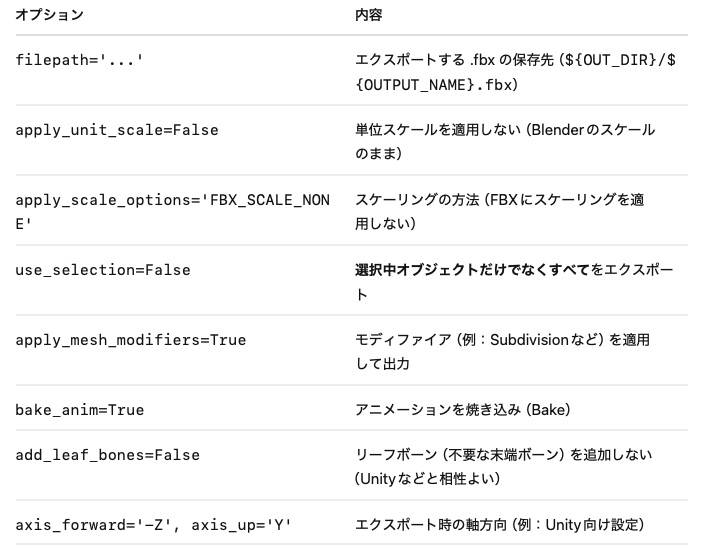 オプション 内容
filepath='...' エクスポートする .fbx の保存先（${OUT_DIR}/$
{OUTPUT_NAME}.fbx）
apply_unit_scale=False 単位スケールを適用しない（Blenderのスケール
のまま）
apply_scale_options='FBX_SCALE_NON スケーリングの方法（FBXにスケーリングを適
E' 用しない）
use_selection=False 選択中オブジェクトだけでなくすべてをエクスポー
ト
apply_mesh_modifiers=True モディファイア（例：Subdivisionなど）を適用
して出力
bake_anim=True アニメーションを焼き込み（Bake）
add_leaf_bones=False リーフボーン（不要な末端ボーン）を追加しない
（Unityなどと相性よい）
axis_forward='-Z', axis_up='Y' エクスポート時の軸方向（例：Unity向け設定）